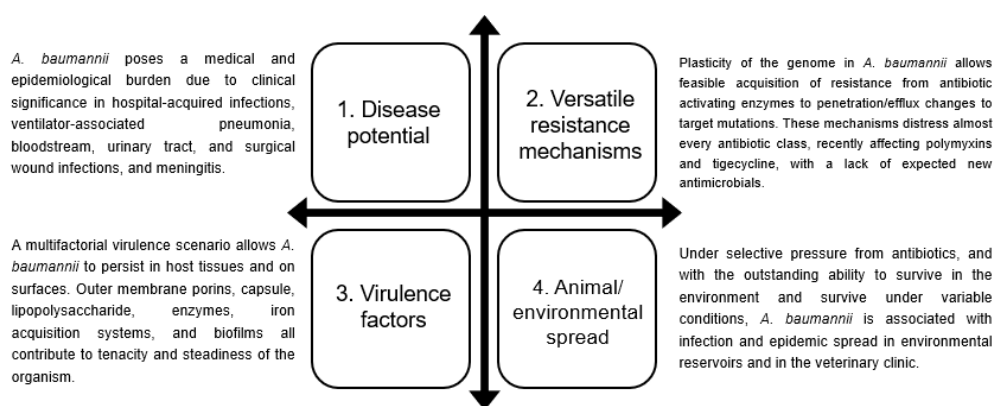 A. baumannii poses a medical and
epidemiological burden due to clinical
significance in hospital-acquired infections,
ventilator-associated pneumonia,
bloodstream, urinary tract, and surgical
wound infections, and meningitis.
1. Disease
potential
2. Versatile
resistance
mechanisms
Plasticity of the genome in A. baumannii allows
feasible acquisition of resistance from antibiotic
activating enzymes to penetration/efflux changes to
target mutations. These mechanisms distress almost
every antibiotic class, recently affecting polymyxins
and tigecycline, with a lack of expected new
antimicrobials.
A multifactorial virulence scenario allows A.
baumannii to persist in host tissues and on
surfaces. Outer membrane porins, capsule,
lipopolysaccharide, enzymes, iron
acquisition systems, and biofilms all
contribute to tenacity and steadiness of the
organism.
3. Virulence
factors
4. Animal/
environmental
spread
Under selective pressure from antibiotics, and
with the outstanding ability to survive in the
environment and survive under variable
conditions, A. baumannii is associated with
infection and epidemic spread in environmental
reservoirs and in the veterinary clinic.